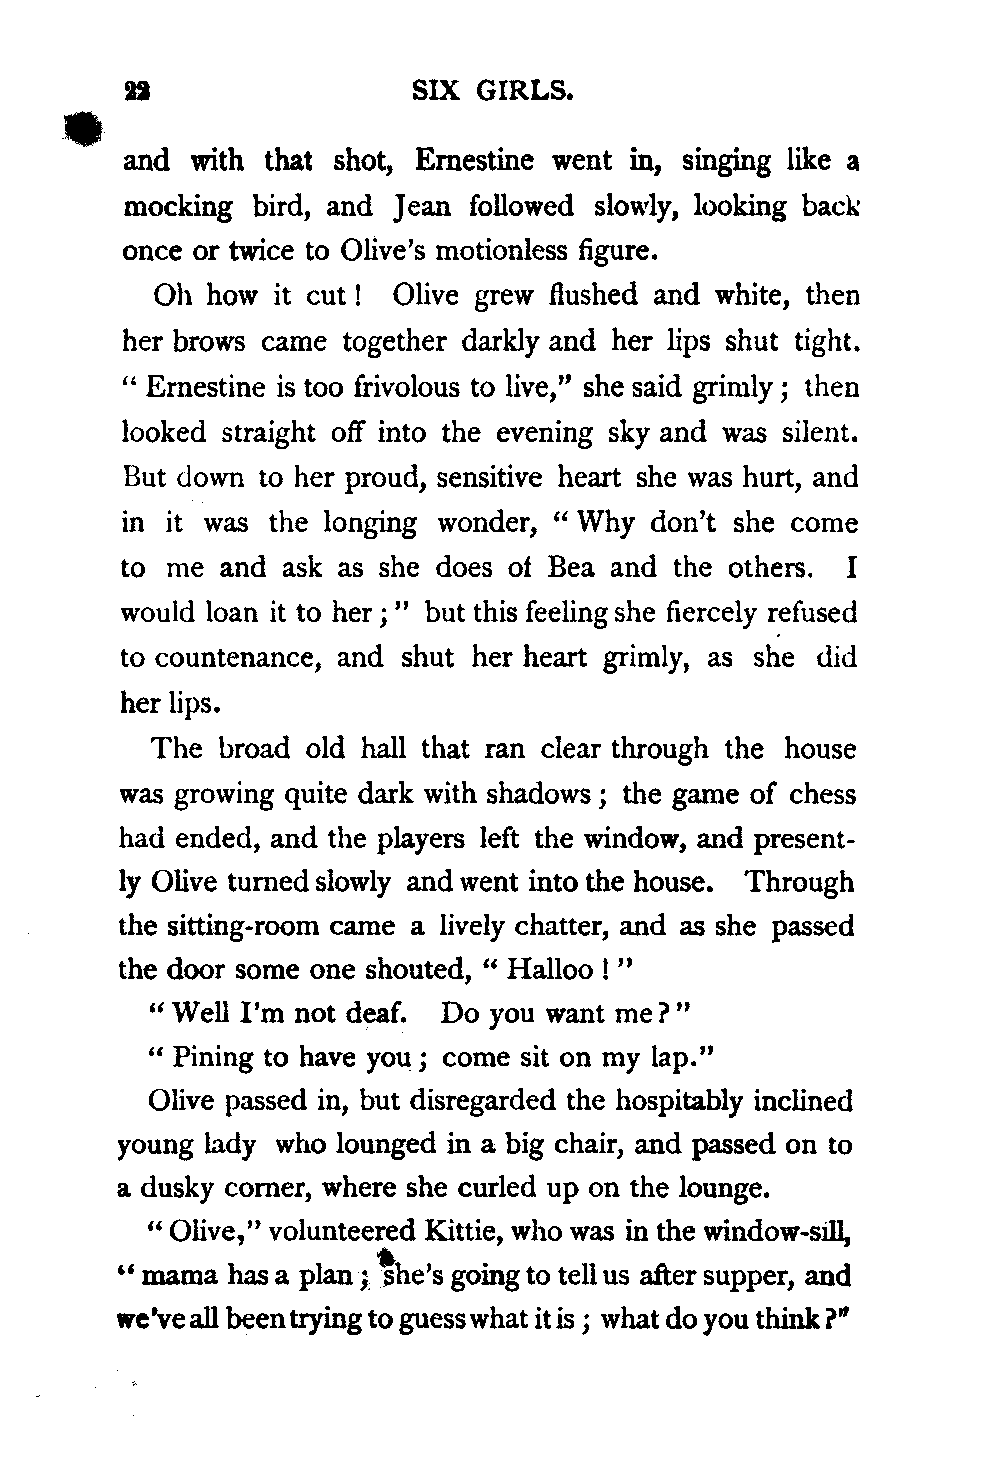 22 SIX GIRLS.
and with that shot, Ernestine went in, singing like a
mocking bird, and Jean followed slowly, looking back
once or twice to Olive's motionless figure.
Oh how it cut! Olive grew flushed and white, then
her brows came together darkly and her lips shut tight.
" Ernestine is too frivolous to live," she said grimly; then
looked straight off into the evening sky and was silent.
But down to her proud, sensitive heart she was hurt, and
in it was the longing wonder, " Why don't she come
to me and ask as she does of Bea and the others. I
would loan it to her;" but this feeling she fiercely refused
to countenance, and shut her heart grimly, as she did
her lips.
The broad old hall that ran clear through the house
was growing quite dark with shadows; the game of chess
had ended, and the players left the window, and present-
ly Olive turned slowly and went into the house. Through
the sitting-room came a lively chatter, and as she passed
the door some one shouted, " Halloo!"
" Well I'm not deaf. Do you want me?"
" Pining to have you; come sit on my lap."
Olive passed in, but disregarded the hospitably inclined
young lady who lounged in a big chair, and passed on to
a dusky corner, where she curled up on the lounge.
" Olive," volunteered Kittie, who was in the window-sill,
" mama has a plan; she's going to tell us after supper, and
we've all been trying to guess what it is; what do you think?"